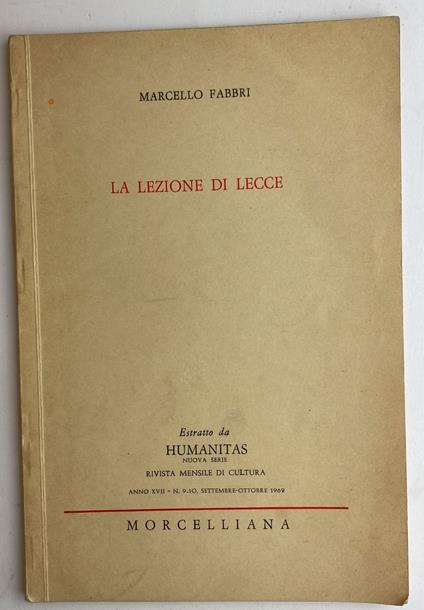 MARCELLO FABBRI
LA LEZIONE DI LECCE
Estratto da
HUMANITAS
NUOVA SERIE
RIVISTA MENSILE DI CULTURA
ANNO XVII - N. 9-10, SETTEMBRE-OTTOBRE 1962
MORCELLIANA